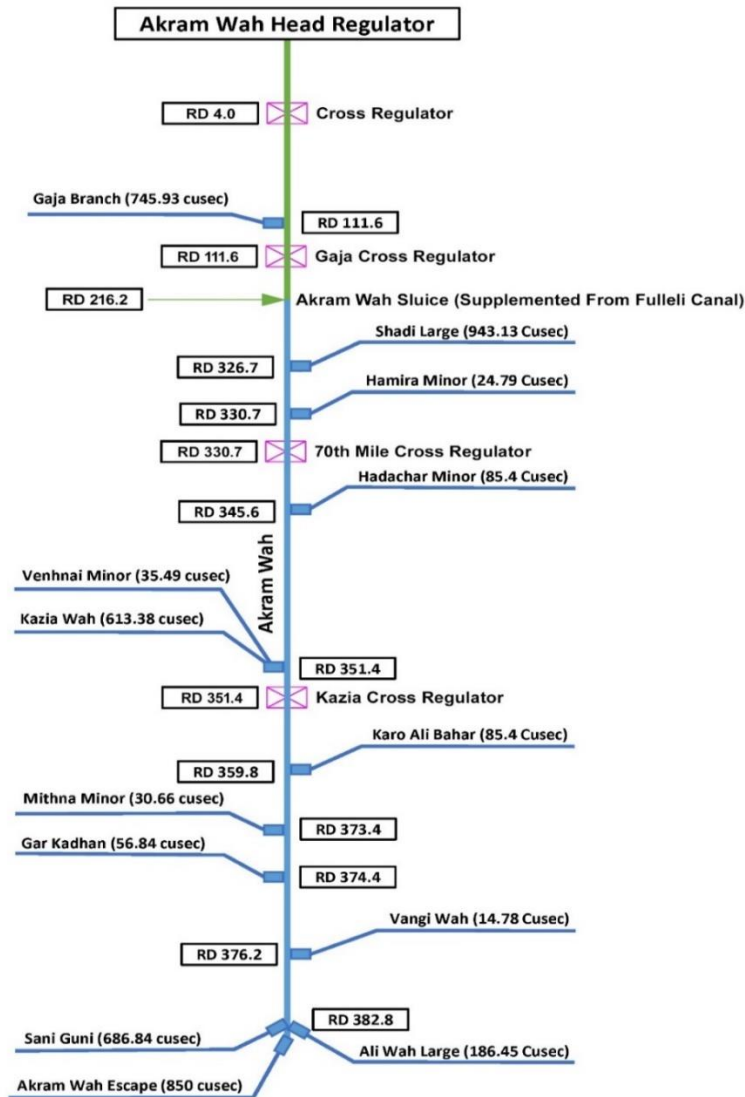 Akram Wah Head Regulator
RD 4.0
Cross Regulator
Gaja Branch (745.93 cusec)
RD 111.6
RD 111.6
Gaja Cross Regulator
RD 216.2
Akram Wah Sluice (Supplemented From Fulleli Canal)
Shadi Large (943.13 Cusec)
RD 326.7
Hamira Minor (24.79 Cusec)
RD 330.7
RD 330.7
70th Mile Cross Regulator
Hadachar Minor (85.4 Cusec)
RD 345.6
Akram Wah
Venhnai Minor (35.49 cusec)
Kazia Wah (613.38 cusec)
RD 351.4
RD 351.4
Kazia Cross Regulator
Karo Ali Bahar (85.4 Cusec)
RD 359.8
Mithna Minor (30.66 cusec)
RD 373.4
Gar Kadhan (56.84 cusec)
RD 374.4
Vangi Wah (14.78 Cusec)
RD 376.2
RD 382.8
Sani Guni (686.84 cusec)
Ali Wah Large (186.45 Cusec)
Akram Wah Escape (850 cusec)